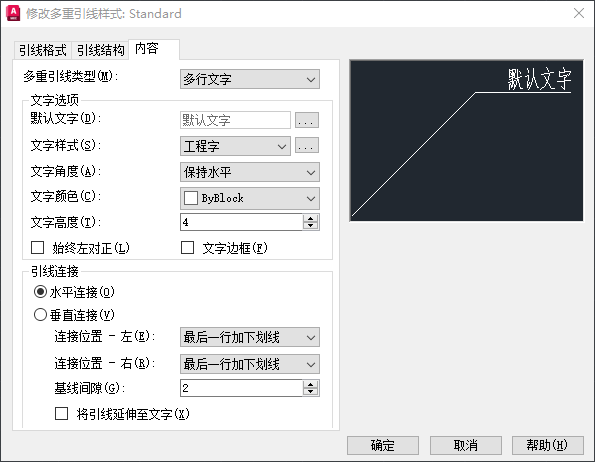 修改多重引线样式: Standard
引线格式 引线结构 内容
多重引线类型(M): 多行文字
文字选项
默认文字(D): 默认文字 ...
文字样式(S): 工程字 ...
文字角度(A): 保持水平
文字颜色(C): ByBlock
文字高度(T): 4
始终左对正(L) 文字边框(F)
引线连接
水平连接(O)
垂直连接(V)
连接位置 - 左(E): 最后一行加下划线
连接位置 - 右(R): 最后一行加下划线
基线间隙(G): 2
将引线延伸至文字(X)
默认文字
确定 取消 帮助(H)